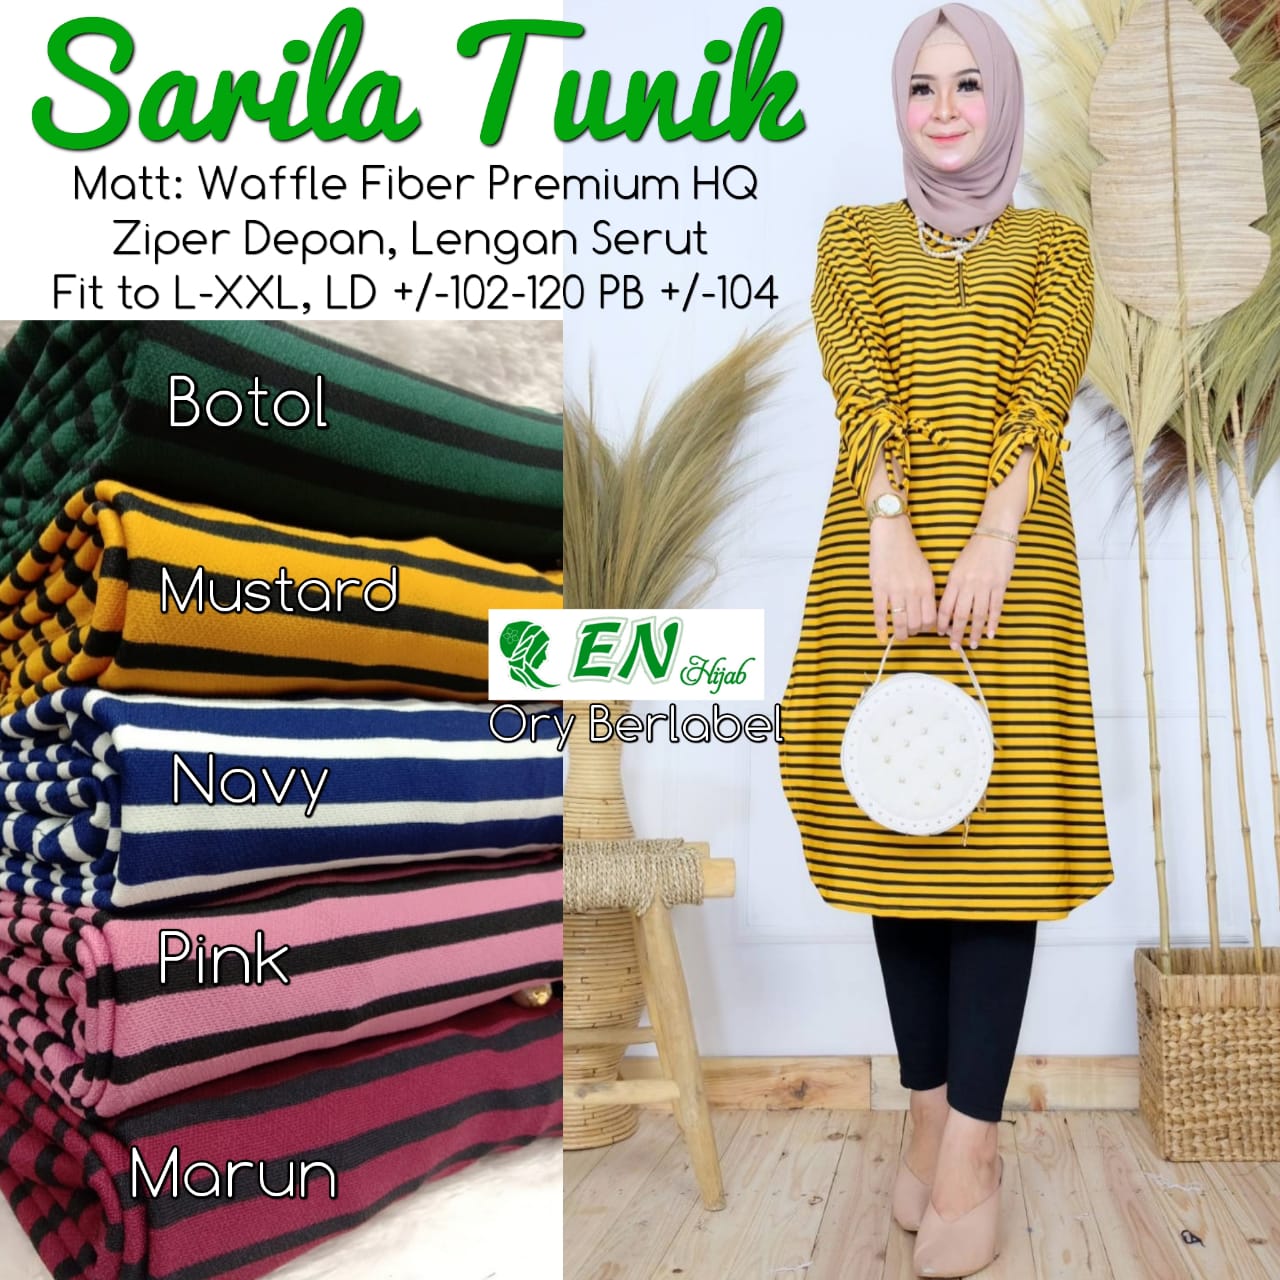 Sarila Tunik
Matt: Waffle Fiber Premium HQ
Ziper Depan, Lengan Serut
Fit to L-XXL, LD +/-102-120 PB +/-104
Botol
Mustard
Navy
Pink
Marun
EN Hijab
Ory Berlabel